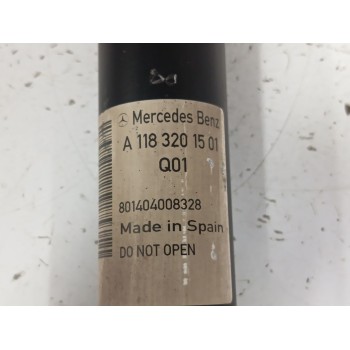 Mercedes Benz
A 118 320 15 01
Q01
801404008328
Made in Spain
DO NOT OPEN